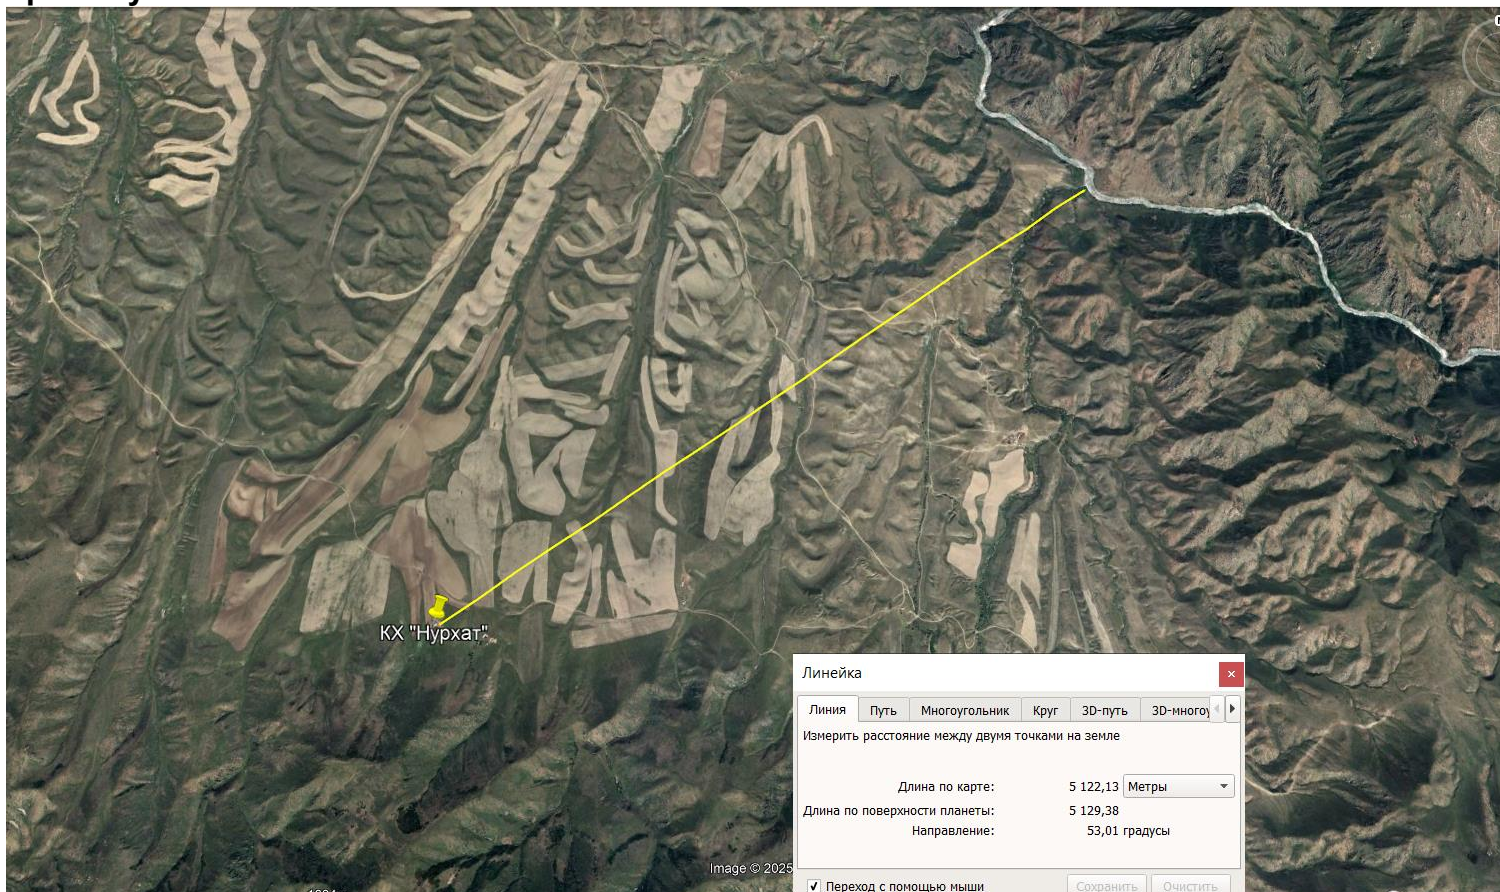 КХ "Нурхат"
Линейка
Линия Путь Многоугольник Круг 3D-путь 3D-многоу
Измерить расстояние между двумя точками на земле
Длина по карте: 5 122,13 Метры
Длина по поверхности планеты: 5 129,38
Направление: 53,01 градусы
Image © 2025
Переход с помощью мыши Сохранить Очистить